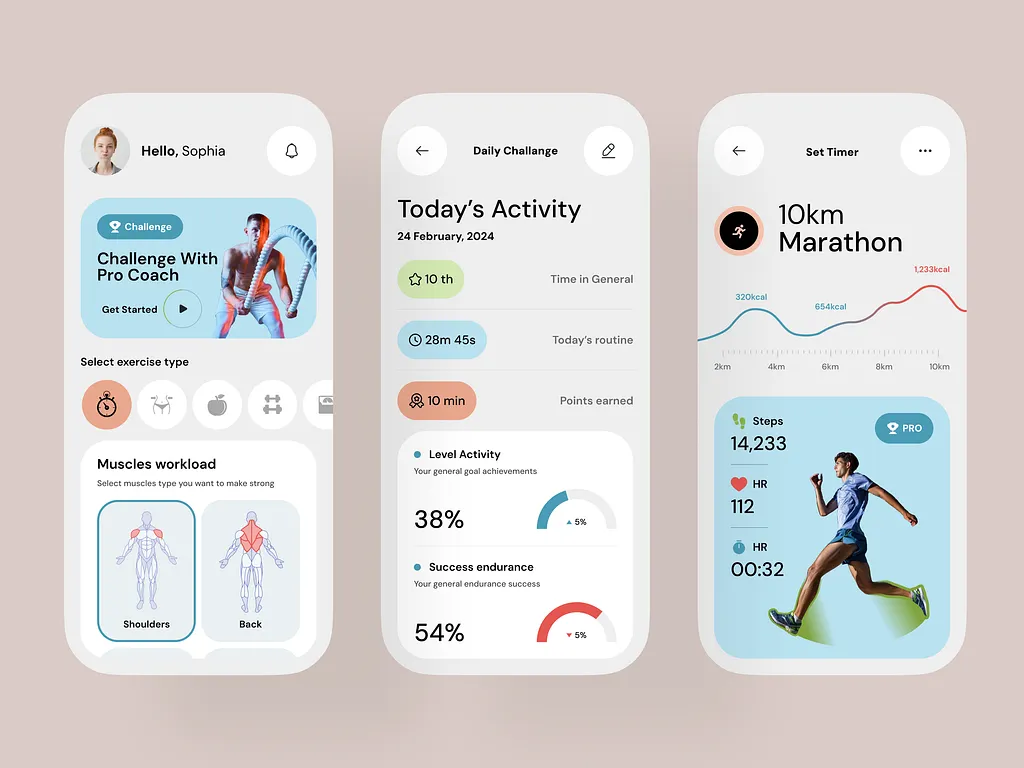 Hello, Sophia
Challenge
Challenge With
Pro Coach
Get Started
Select exercise type
Muscles workload
Select muscles type you want to make strong
Shoulders
Back
Daily Challange
Today's Activity
24 February, 2024
10 th
Time in General
28m 45s
Today's routine
10 min
Points earned
Level Activity
Your general goal achievements
38%
5%
Success endurance
Your general endurance success
54%
5%
Set Timer
10km
Marathon
1,233kcal
320kcal
654kcal
2km 4km 6km 8km 10km
Steps
14,233
PRO
HR
112
HR
00:32